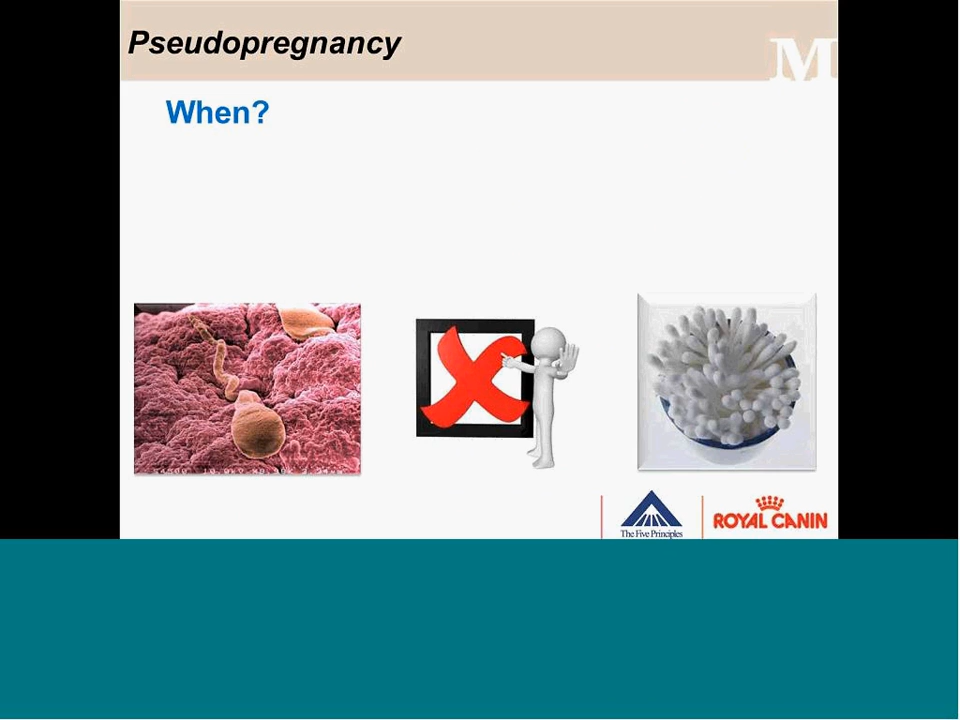 Pseudopregnancy
M
When?
The Five Principles
ROYAL CANIN